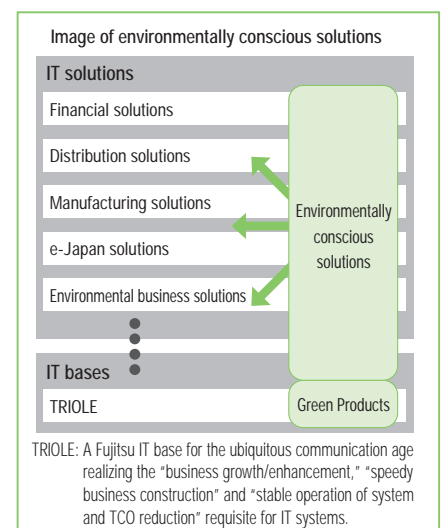 Image of environmentally conscious solutions
IT solutions
Financial solutions
Distribution solutions
Manufacturing solutions
e-Japan solutions
Environmental business solutions
Environmentally
conscious
solutions
IT bases
TRIOLE
Green Products
TRIOLE: A Fujitsu IT base for the ubiquitous communication age
realizing the “business growth/enhancement,” “speedy
business construction” and “stable operation of system
and TCO reduction” requisite for IT systems.